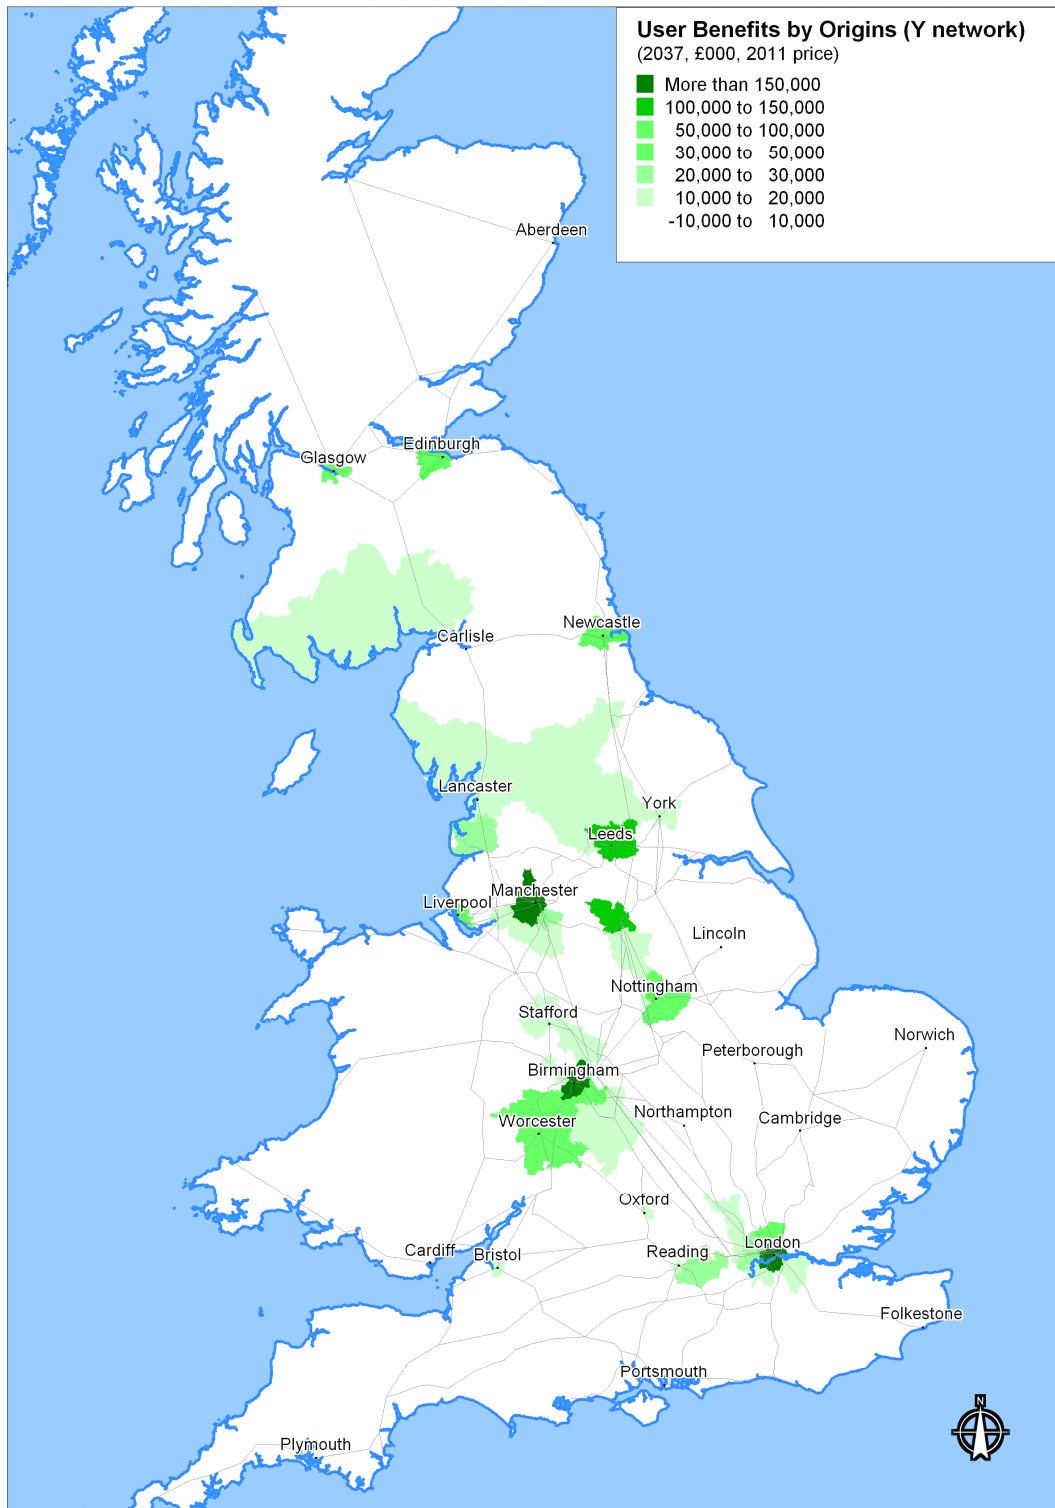 User Benefits by Origins (Y network)
(2037, £000, 2011 price)
More than 150,000
100,000 to 150,000
50,000 to 100,000
30,000 to 50,000
20,000 to 30,000
10,000 to 20,000
-10,000 to 10,000
Aberdeen
Edinburgh
Glasgow
Newcastle
Carlisle
Lancaster
York
Leeds
Manchester
Liverpool
Lincoln
Nottingham
Stafford
Norwich
Peterborough
Birmingham
Northampton
Cambridge
Worcester
Oxford
London
Cardiff
Bristol
Reading
Folkestone
Portsmouth
N
Plymouth